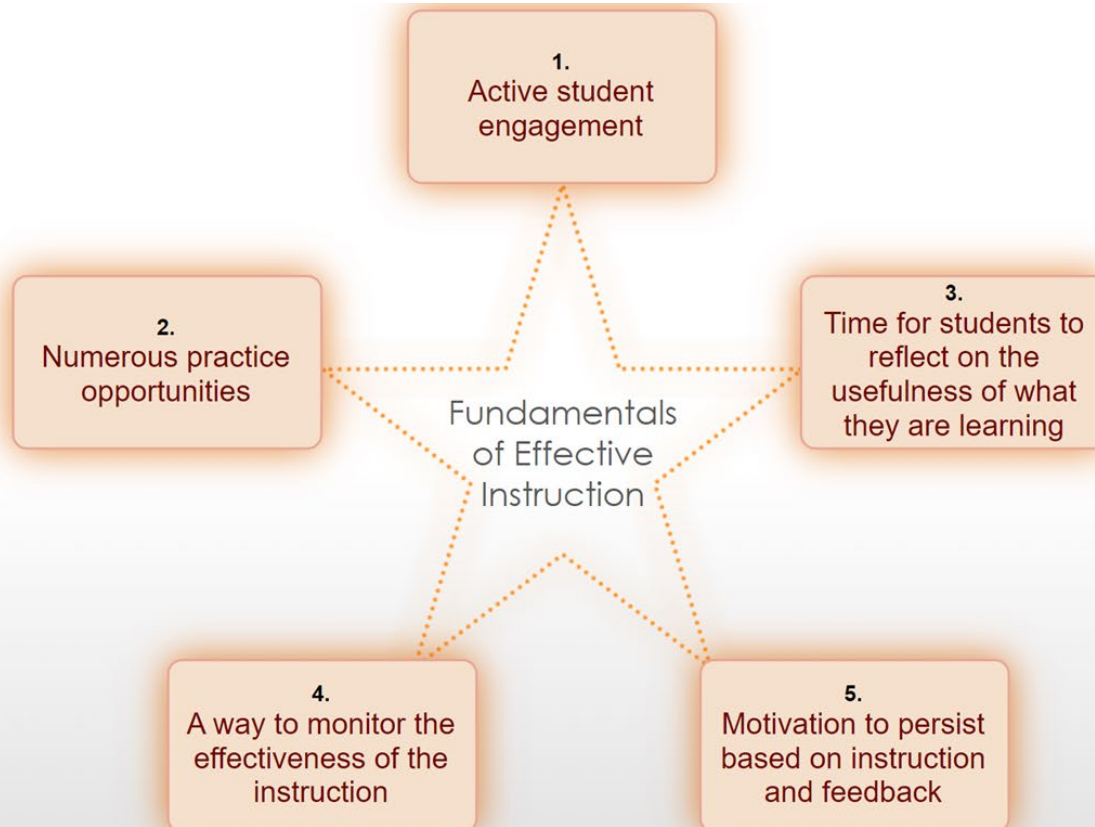 1.
Active student
engagement
2.
Numerous practice
opportunities
3.
Time for students to
reflect on the
usefulness of what
they are learning
Fundamentals
of Effective
Instruction
4.
A way to monitor the
effectiveness of the
instruction
5.
Motivation to persist
based on instruction
and feedback